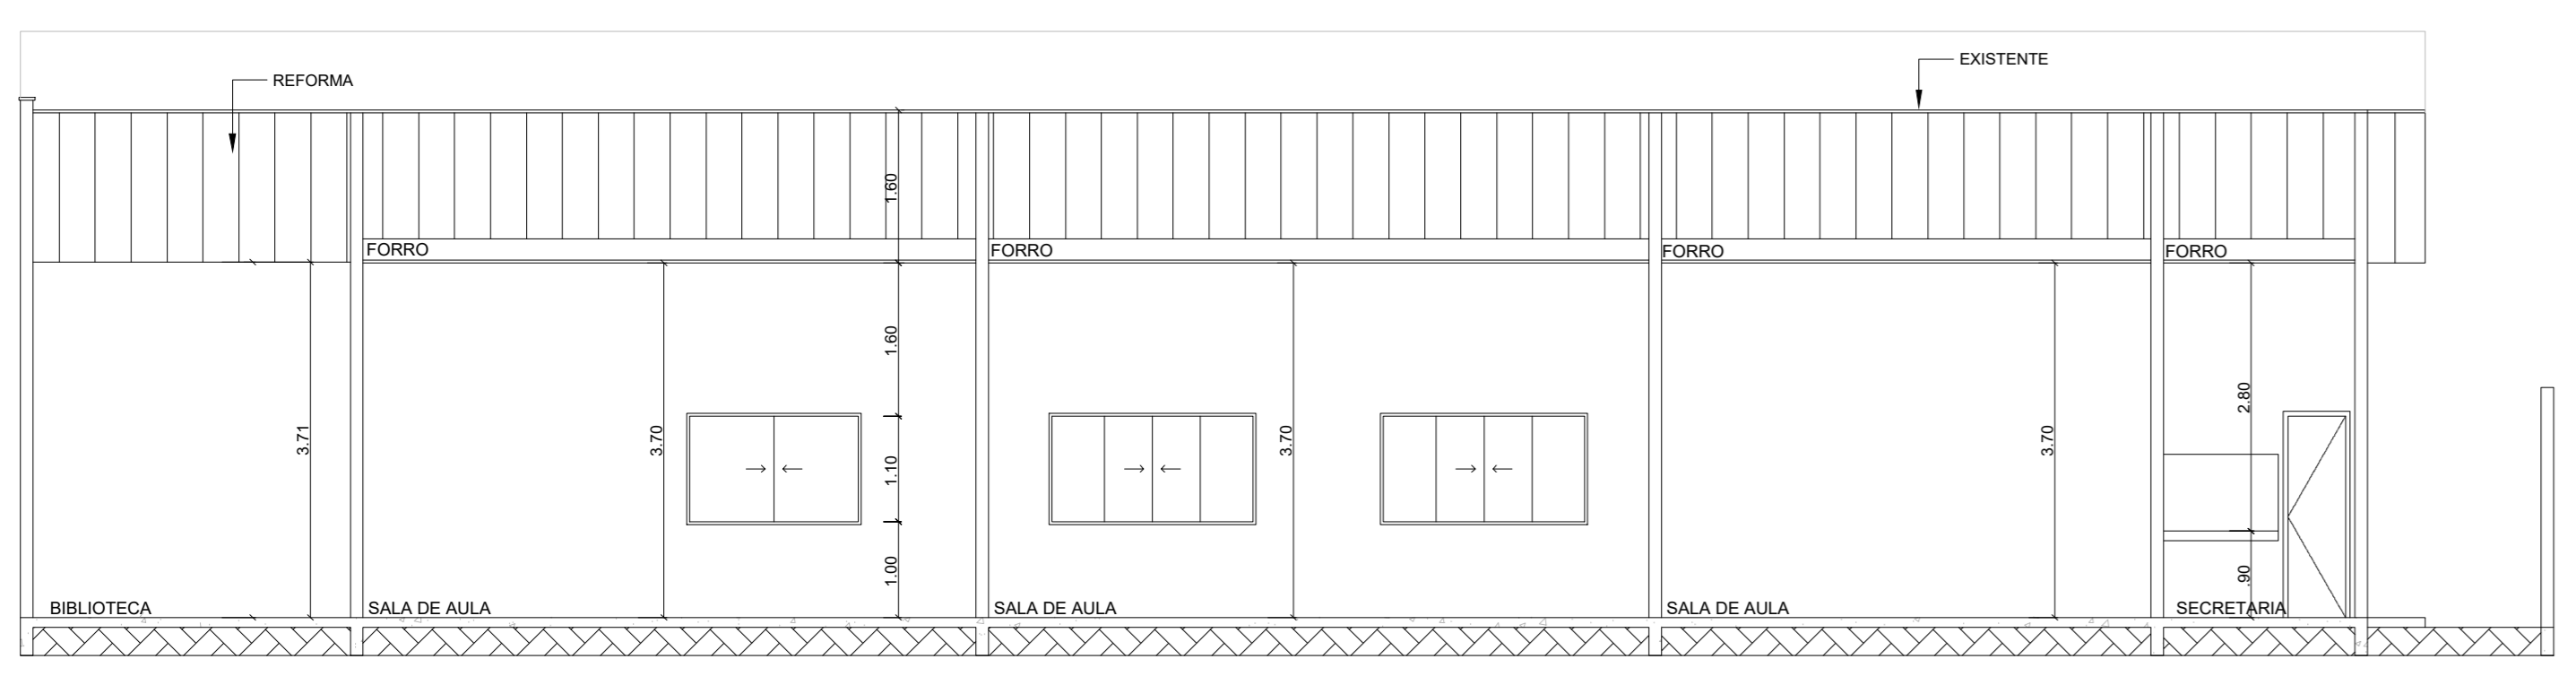 EXISTENTE
REFORMA
1.60
FORRO
FORRO
FORRO
FORRO
1.60
2.80
3.71
3.70
3.70
3.70
1.10
1.00
.90
BIBLIOTECA
SALA DE AULA
SALA DE AULA
SALA DE AULA
SECRETARIA